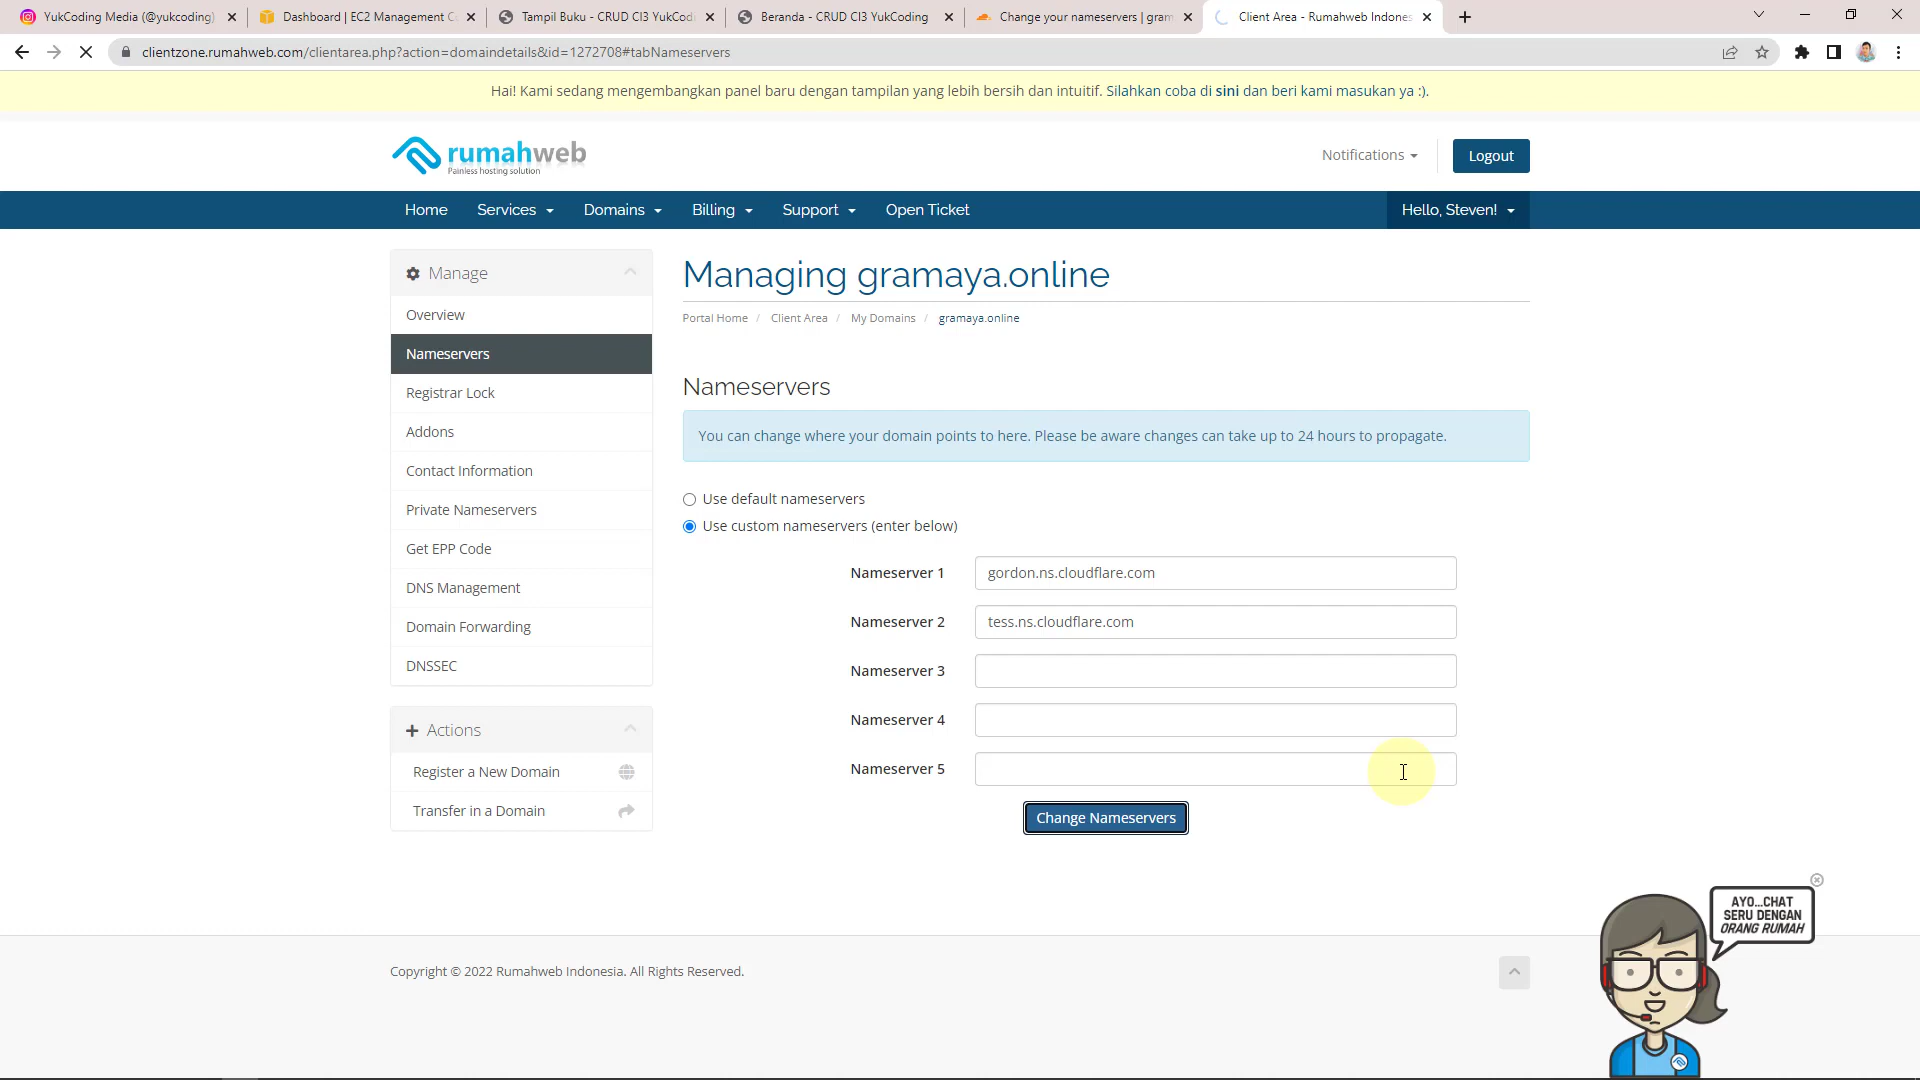 YukCoding Media (@yukcoding)
Dashboard | EC2 Management C
Tampil Buku - CRUD CI3 YukCodi
Beranda - CRUD CI3 YukCoding
Change your nameservers | gram
Client Area - Rumahweb Indones
clientzone.rumahweb.com/clientarea.php?action=domaindetails&id=1272708#tabNameservers
Hai! Kami sedang mengembangkan panel baru dengan tampilan yang lebih bersih dan intuitif. Silahkan coba di sini dan beri kami masukan ya :).
rumahweb
Painless hosting solution
Notifications
Logout
Home
Services
Domains
Billing
Support
Open Ticket
Hello, Steven!
Manage
Overview
Nameservers
Registrar Lock
Addons
Contact Information
Private Nameservers
Get EPP Code
DNS Management
Domain Forwarding
DNSSEC
Actions
Register a New Domain
Transfer in a Domain
Managing gramaya.online
Portal Home / Client Area / My Domains / gramaya.online
Nameservers
You can change where your domain points to here. Please be aware changes can take up to 24 hours to propagate.
Use default nameservers
Use custom nameservers (enter below)
Nameserver 1 gordon.ns.cloudflare.com
Nameserver 2 tess.ns.cloudflare.com
Nameserver 3
Nameserver 4
Nameserver 5
Change Nameservers
AYO...CHAT
SERU DENGAN
ORANG RUMAH
Copyright © 2022 Rumahweb Indonesia. All Rights Reserved.